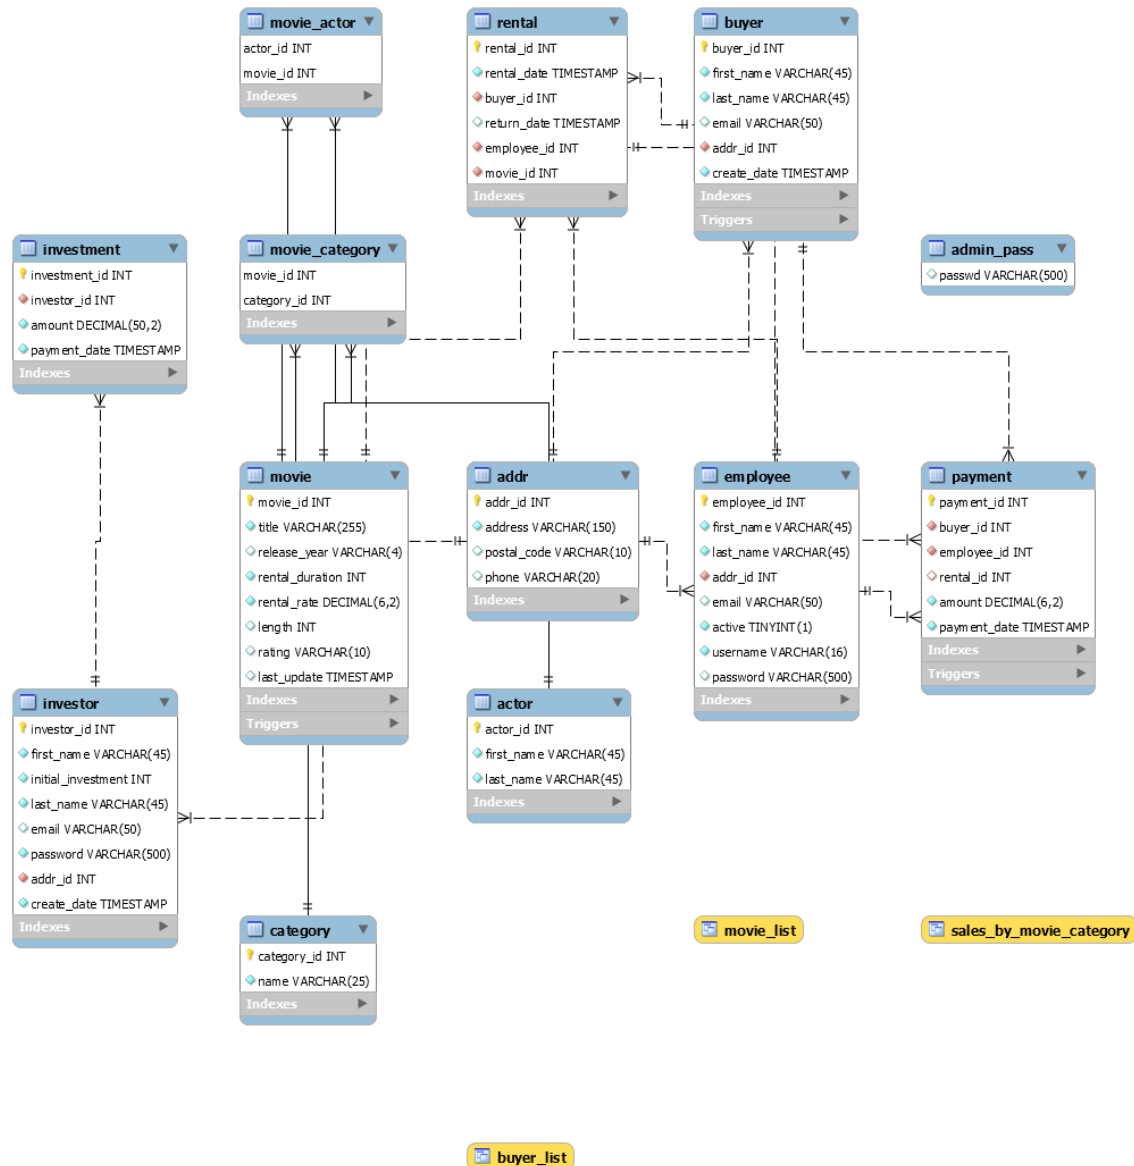 movie_actor
actor_id INT
movie_id INT
Indexes
rental
rental_id INT
rental_date TIMESTAMP
buyer_id INT
return_date TIMESTAMP
employee_id INT
movie_id INT
Indexes
buyer
buyer_id INT
first_name VARCHAR(45)
last_name VARCHAR(45)
email VARCHAR(50)
addr_id INT
create_date TIMESTAMP
Indexes
Triggers
investment
investment_id INT
investor_id INT
amount DECIMAL(50,2)
payment_date TIMESTAMP
Indexes
movie_category
movie_id INT
category_id INT
Indexes
admin_pass
passwd VARCHAR(500)
movie
movie_id INT
title VARCHAR(255)
release_year VARCHAR(4)
rental_duration INT
rental_rate DECIMAL(6,2)
length INT
rating VARCHAR(10)
last_update TIMESTAMP
Indexes
Triggers
addr
addr_id INT
address VARCHAR(150)
postal_code VARCHAR(10)
phone VARCHAR(20)
Indexes
employee
employee_id INT
first_name VARCHAR(45)
last_name VARCHAR(45)
addr_id INT
email VARCHAR(50)
active TINYINT(1)
username VARCHAR(16)
password VARCHAR(500)
Indexes
payment
payment_id INT
buyer_id INT
employee_id INT
rental_id INT
amount DECIMAL(6,2)
payment_date TIMESTAMP
Indexes
Triggers
investor
investor_id INT
first_name VARCHAR(45)
initial_investment INT
last_name VARCHAR(45)
email VARCHAR(50)
password VARCHAR(500)
addr_id INT
create_date TIMESTAMP
Indexes
actor
actor_id INT
first_name VARCHAR(45)
last_name VARCHAR(45)
Indexes
category
category_id INT
name VARCHAR(25)
Indexes
movie_list
sales_by_movie_category
buyer_list